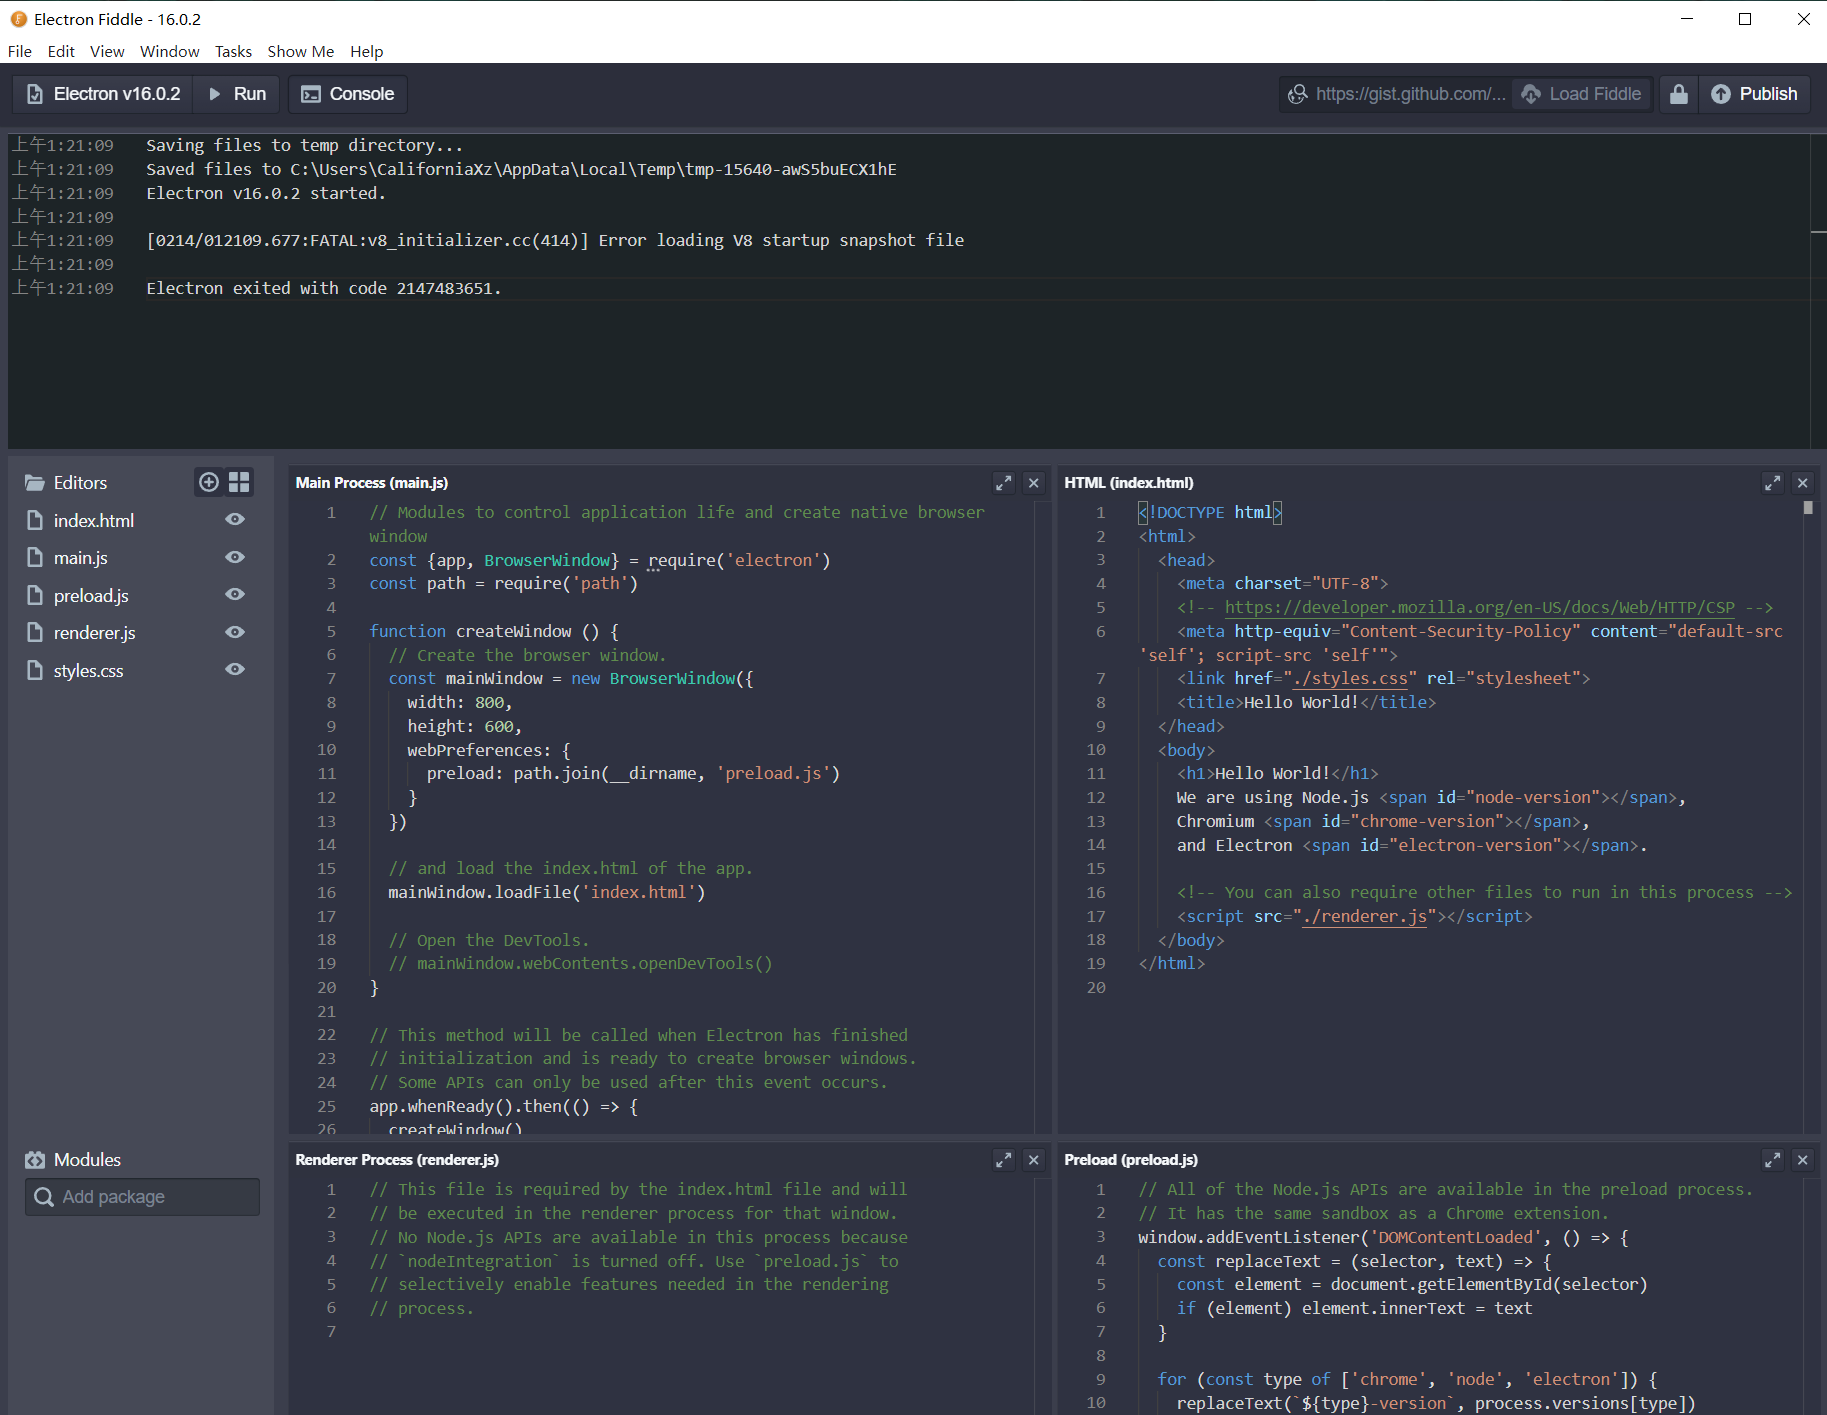 Electron Fiddle - 16.0.2
File Edit View Window Tasks Show Me Help
Electron v16.0.2 Run Console https://gist.github.com/... Load Fiddle Publish
上午1:21:09 Saving files to temp directory...
上午1:21:09 Saved files to C:\Users\CaliforniaXz\AppData\Local\Temp\tmp-15640-awS5buECX1hE
上午1:21:09 Electron v16.0.2 started.
上午1:21:09
上午1:21:09 [0214/012109.677:FATAL:v8_initializer.cc(414)] Error loading V8 startup snapshot file
上午1:21:09
上午1:21:09 Electron exited with code 2147483651.
Editors
index.html
main.js
preload.js
renderer.js
styles.css
Modules
Add package
Main Process (main.js)
1 // Modules to control application life and create native browser
window
2 const {app, BrowserWindow} = require('electron')
3 const path = require('path')
4
5 function createWindow () {
6 // Create the browser window.
7 const mainWindow = new BrowserWindow({
8 width: 800,
9 height: 600,
10 webPreferences: {
11 preload: path.join(__dirname, 'preload.js')
12 }
13 })
14
15 // and load the index.html of the app.
16 mainWindow.loadFile('index.html')
17
18 // Open the DevTools.
19 // mainWindow.webContents.openDevTools()
20 }
21
22 // This method will be called when Electron has finished
23 // initialization and is ready to create browser windows.
24 // Some APIs can only be used after this event occurs.
25 app.whenReady().then(() => {
26 createWindow()
HTML (index.html)
1 <!DOCTYPE html>
2 <html>
3 <head>
4 <meta charset="UTF-8">
5 <!-- https://developer.mozilla.org/en-US/docs/Web/HTTP/CSP -->
6 <meta http-equiv="Content-Security-Policy" content="default-src
'self'; script-src 'self'">
7 <link href="./styles.css" rel="stylesheet">
8 <title>Hello World!</title>
9 </head>
10 <body>
11 <h1>Hello World!</h1>
12 We are using Node.js <span id="node-version"></span>,
13 Chromium <span id="chrome-version"></span>,
14 and Electron <span id="electron-version"></span>.
15
16 <!-- You can also require other files to run in this process -->
17 <script src="./renderer.js"></script>
18 </body>
19 </html>
20
Renderer Process (renderer.js)
1 // This file is required by the index.html file and will
2 // be executed in the renderer process for that window.
3 // No Node.js APIs are available in this process because
4 // `nodeIntegration` is turned off. Use `preload.js` to
5 // selectively enable features needed in the rendering
6 // process.
7
Preload (preload.js)
1 // All of the Node.js APIs are available in the preload process.
2 // It has the same sandbox as a Chrome extension.
3 window.addEventListener('DOMContentLoaded', () => {
4 const replaceText = (selector, text) => {
5 const element = document.getElementById(selector)
6 if (element) element.innerText = text
7 }
8
9 for (const type of ['chrome', 'node', 'electron']) {
10 replaceText(`${type}-version`, process.versions[type])